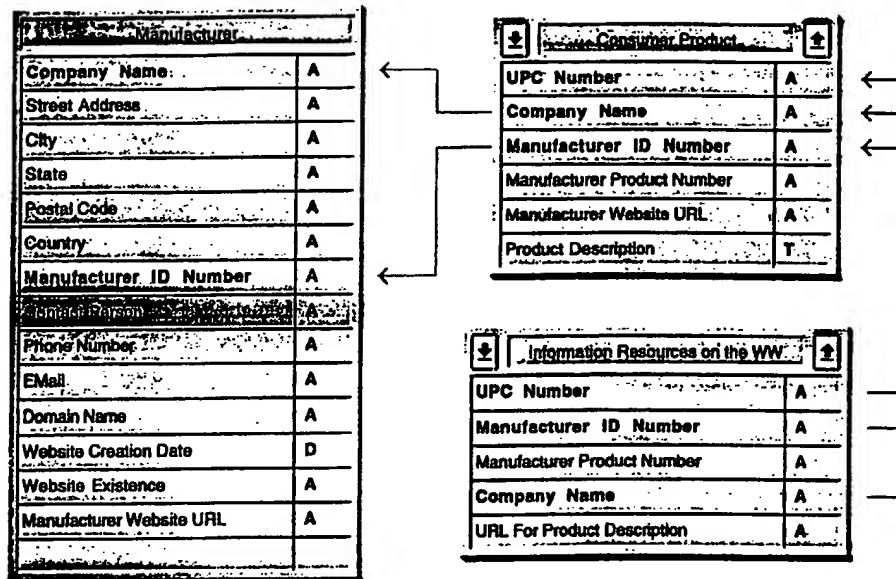 Manufacturer
Company Name A
Street Address A
City A
State A
Postal Code A
Country A
Manufacturer ID Number A
Contact Person A
Phone Number A
EMail A
Domain Name A
Website Creation Date D
Website Existence A
Manufacturer Website URL A
Consumer Product
UPC Number A
Company Name A
Manufacturer ID Number A
Manufacturer Product Number A
Manufacturer Website URL A
Product Description T
Information Resources on the WW
UPC Number A
Manufacturer ID Number A
Manufacturer Product Number A
Company Name A
URL For Product Description A